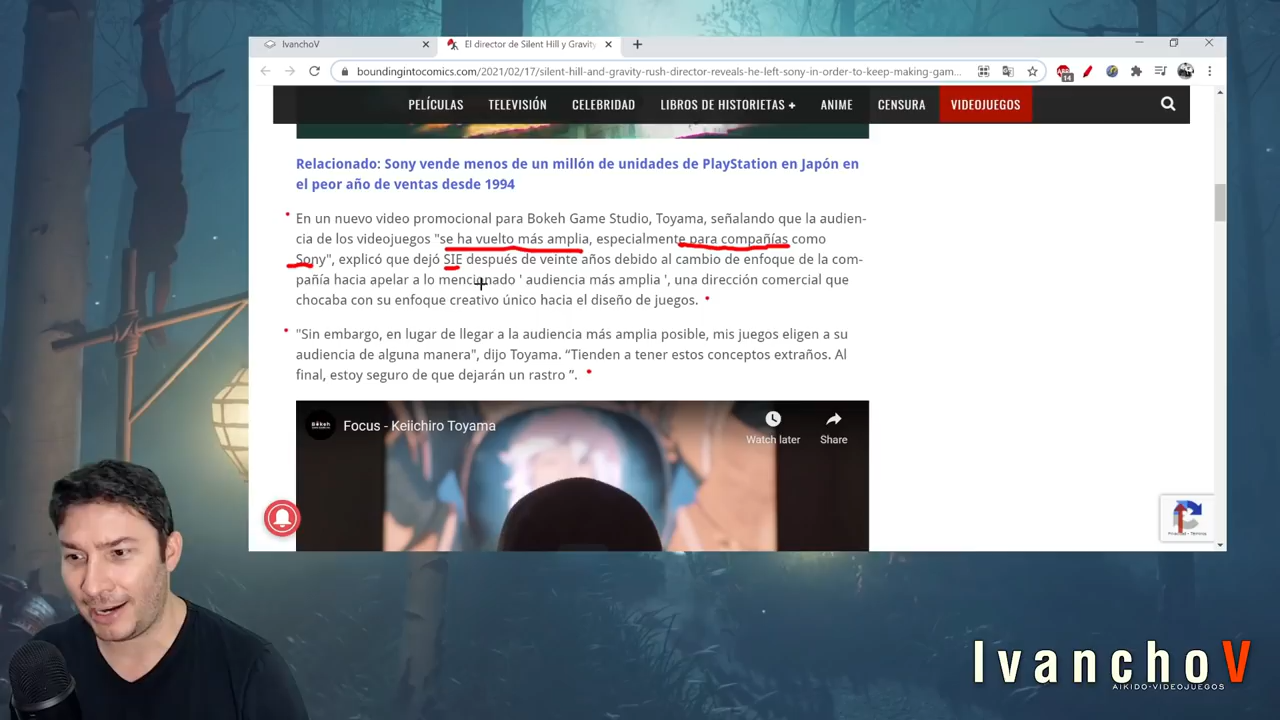 IvanchoV
El director de Silent Hill y Gravity
boundingintocomics.com/2021/02/17/silent-hill-and-gravity-rush-director-reveals-he-left-sony-in-order-to-keep-making-gam...
14
PELÍCULAS TELEVISIÓN CELEBRIDAD LIBROS DE HISTORIETAS + ANIME CENSURA VIDEOJUEGOS
Relacionado: Sony vende menos de un millón de unidades de PlayStation en Japón en
el peor año de ventas desde 1994
En un nuevo video promocional para Bokeh Game Studio, Toyama, señalando que la audien-
cia de los videojuegos "se ha vuelto más amplia, especialmente para compañías como
Sony", explicó que dejó SIE después de veinte años debido al cambio de enfoque de la com-
pañía hacia apelar a lo mencionado ' audiencia más amplia ', una dirección comercial que
chocaba con su enfoque creativo único hacia el diseño de juegos.
"Sin embargo, en lugar de llegar a la audiencia más amplia posible, mis juegos eligen a su
audiencia de alguna manera", dijo Toyama. “Tienden a tener estos conceptos extraños. Al
final, estoy seguro de que dejarán un rastro ”.
Bokeh
Focus - Keiichiro Toyama
Watch later
Share
Privacidad - Términos
IvanchoV
AIKIDO-VIDEOJUEGOS